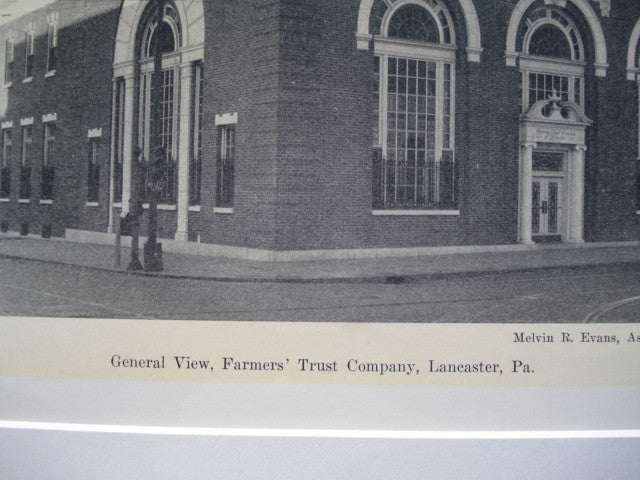 Melvin R. Evans, As
General View, Farmers' Trust Company, Lancaster, Pa.